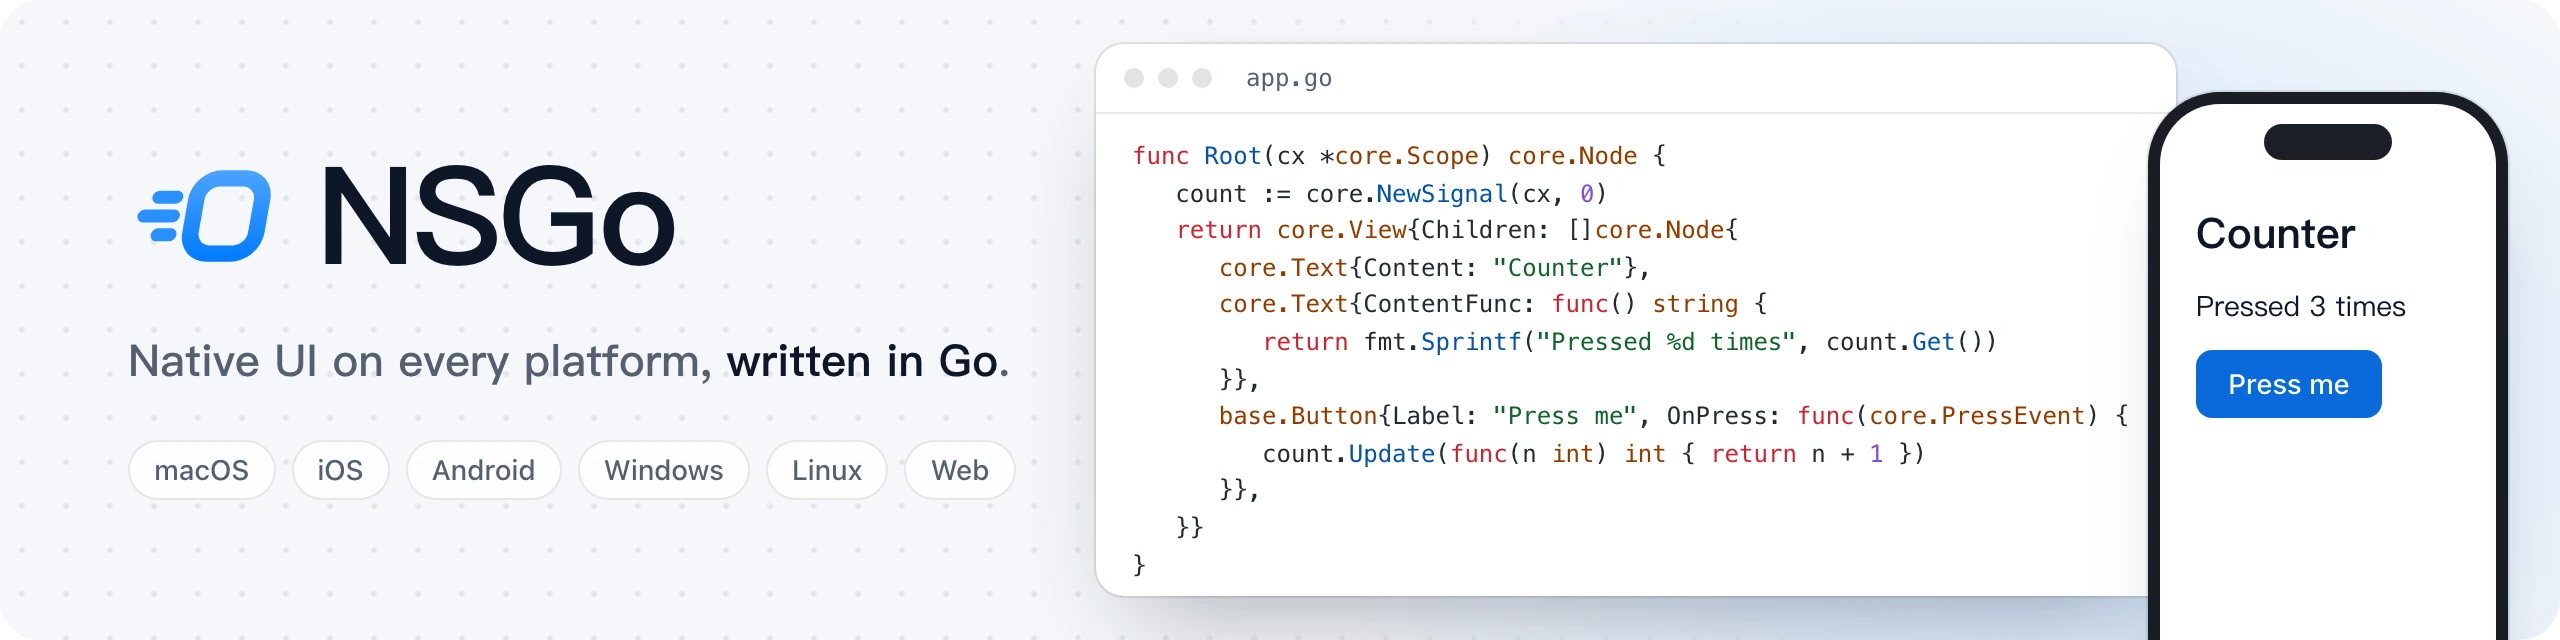 NSGo
Native UI on every platform, written in Go.
macOS
iOS
Android
Windows
Linux
Web
app.go
func Root(cx *core.Scope) core.Node {
   count := core.NewSignal(cx, 0)
   return core.View{Children: []core.Node{
      core.Text{Content: "Counter"},
      core.Text{ContentFunc: func() string {
         return fmt.Sprintf("Pressed %d times", count.Get())
      }},
      base.Button{Label: "Press me", OnPress: func(core.PressEvent) {
         count.Update(func(n int) int { return n + 1 })
      }},
   }}
}
Counter
Pressed 3 times
Press me